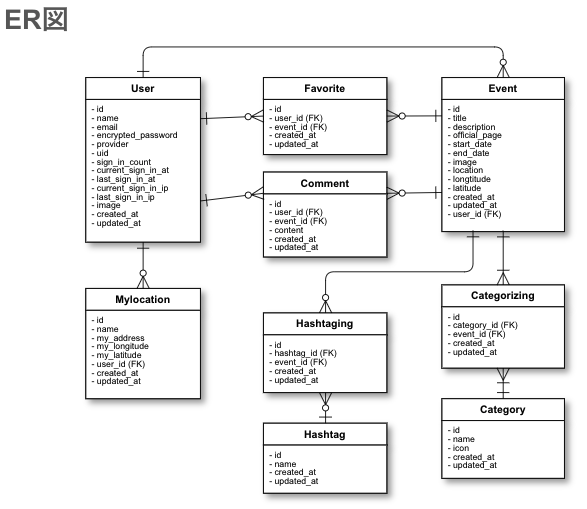 ER図
User
- id
- name
- email
- encrypted_password
- provider
- uid
- sign_in_count
- current_sign_in_at
- last_sign_in_at
- current_sign_in_ip
- last_sign_in_ip
- image
- created_at
- updated_at
Favorite
- id
- user_id (FK)
- event_id (FK)
- created_at
- updated_at
Event
- id
- title
- description
- official_page
- start_date
- end_date
- image
- location
- longtitude
- latitude
- created_at
- updated_at
- user_id (FK)
Comment
- id
- user_id (FK)
- event_id (FK)
- content
- created_at
- updated_at
Mylocation
- id
- name
- my_address
- my_longitude
- my_latitude
- user_id (FK)
- created_at
- updated_at
Hashtaging
- id
- hashtag_id (FK)
- event_id (FK)
- created_at
- updated_at
Categorizing
- id
- category_id (FK)
- event_id (FK)
- created_at
- updated_at
Hashtag
- id
- name
- created_at
- updated_at
Category
- id
- name
- icon
- created_at
- updated_at